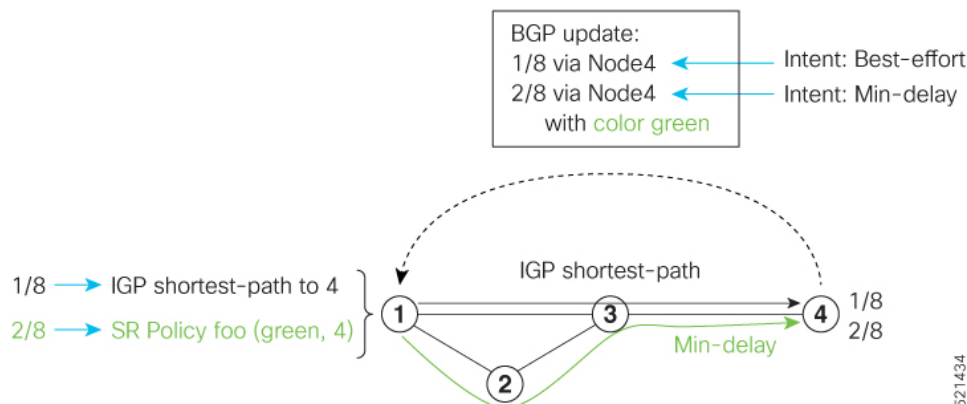 BGP update:
1/8 via Node4
Intent: Best-effort
2/8 via Node4
Intent: Min-delay
with color green
1/8
IGP shortest-path to 4
2/8
SR Policy foo (green, 4)
IGP shortest-path
1
3
4
2
1/8
2/8
Min-delay
521434